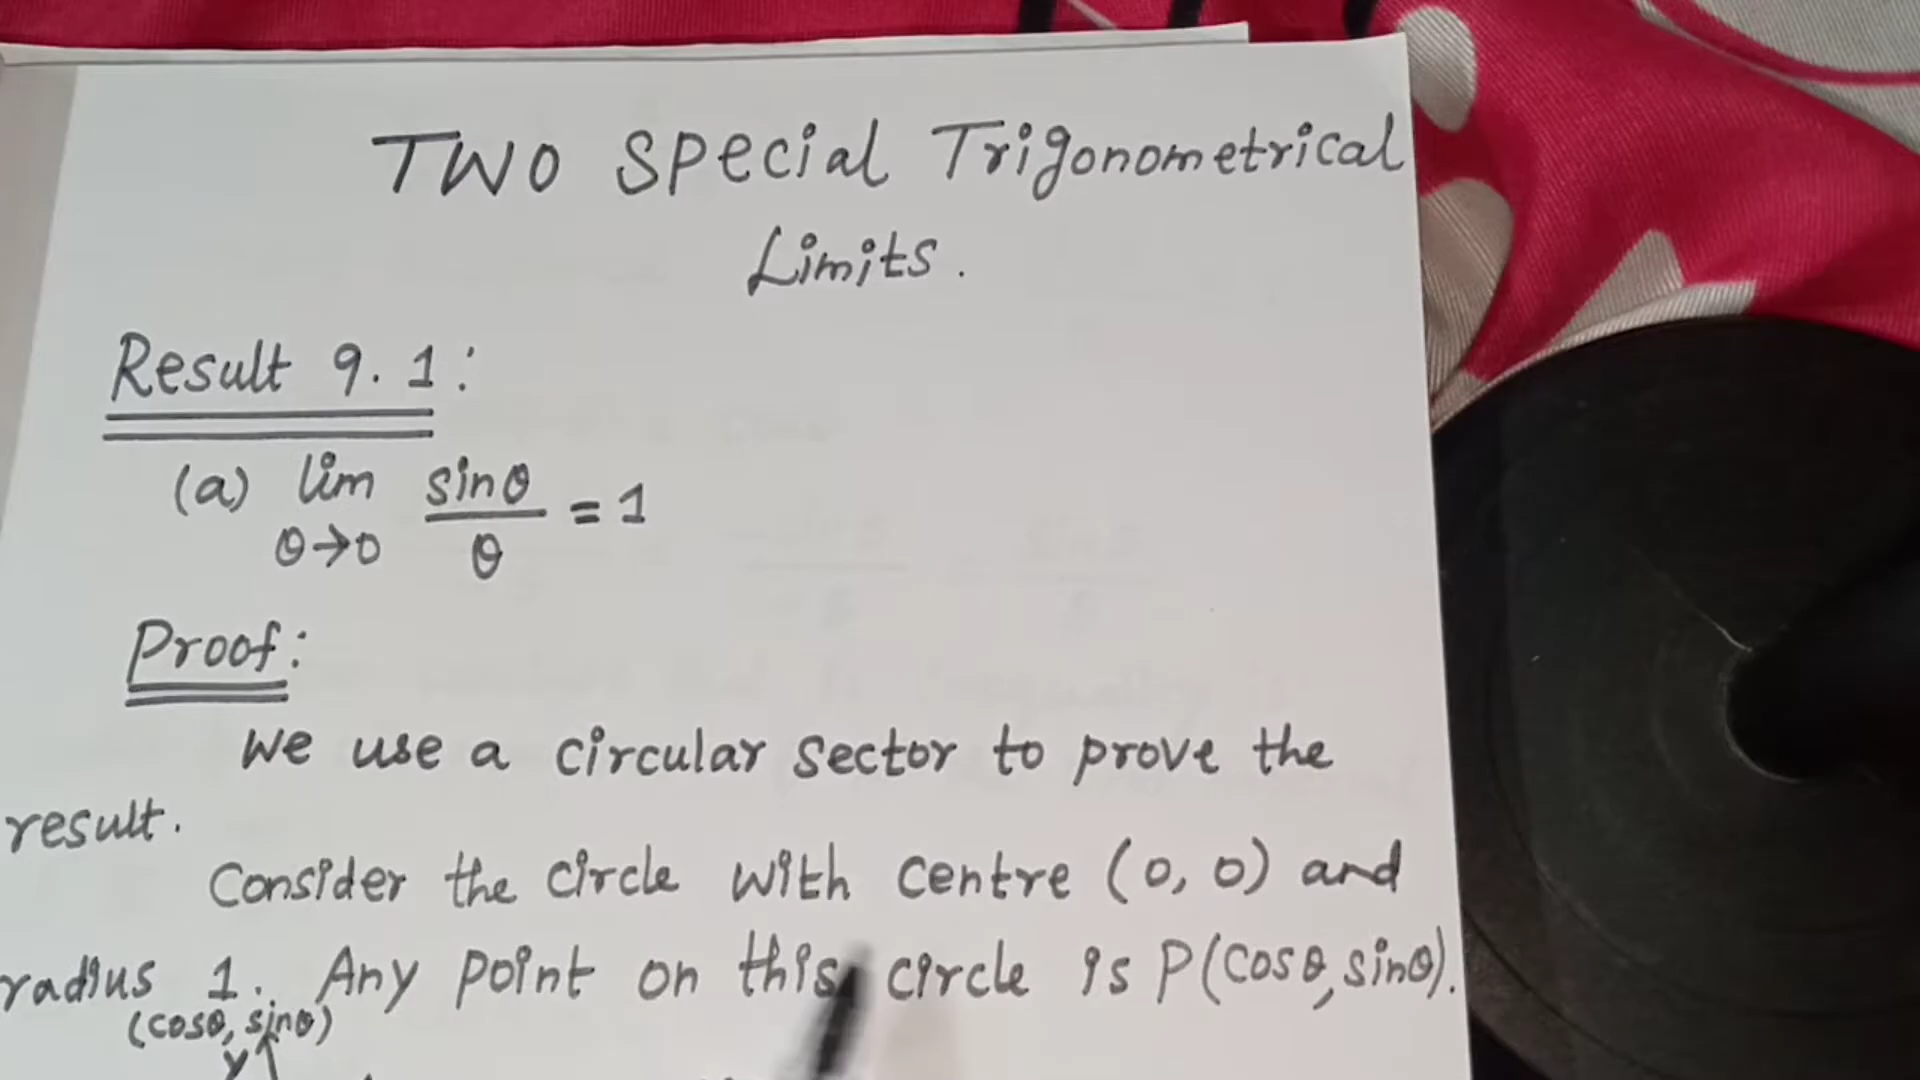 TWO Special Trigonometrical
Limits.
Result 9.1:
(a) lim sinθ/θ = 1
θ→0
Proof:
We use a circular sector to prove the
result.
Consider the circle with centre (0, 0) and
radius 1. Any point on this circle is P(cosθ, sinθ).
(cosθ, sinθ)
y